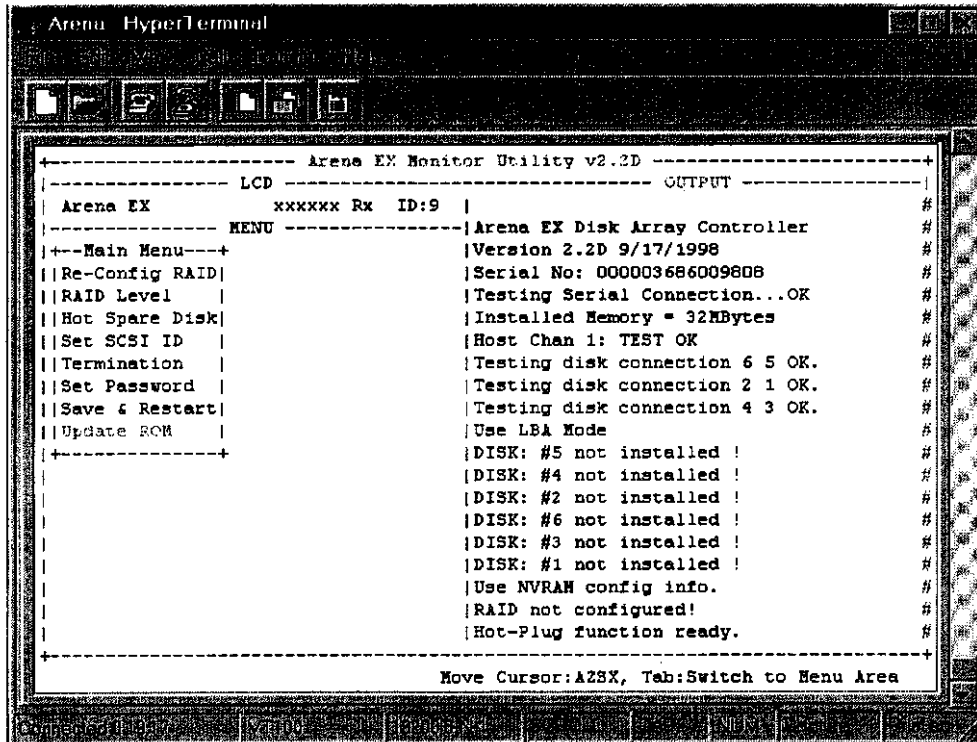 Arena HyperTerminal
Arena EX Monitor Utility v2.2D
LCD OUTPUT
Arena EX xxxxxx Rx ID:9
MENU
Main Menu
Re-Config RAID
RAID Level
Hot Spare Disk
Set SCSI ID
Termination
Set Password
Save & Restart
Update ROM
Arena EX Disk Array Controller
Version 2.2D 9/17/1998
Serial No: 000003686009808
Testing Serial Connection...OK
Installed Memory = 32MBytes
Host Chan 1: TEST OK
Testing disk connection 6 5 OK.
Testing disk connection 2 1 OK.
Testing disk connection 4 3 OK.
Use LBA Mode
DISK: #5 not installed !
DISK: #4 not installed !
DISK: #2 not installed !
DISK: #6 not installed !
DISK: #3 not installed !
DISK: #1 not installed !
Use NVRAM config info.
RAID not configured!
Hot-Plug function ready.
Move Cursor:AZSX, Tab:Switch to Menu Area